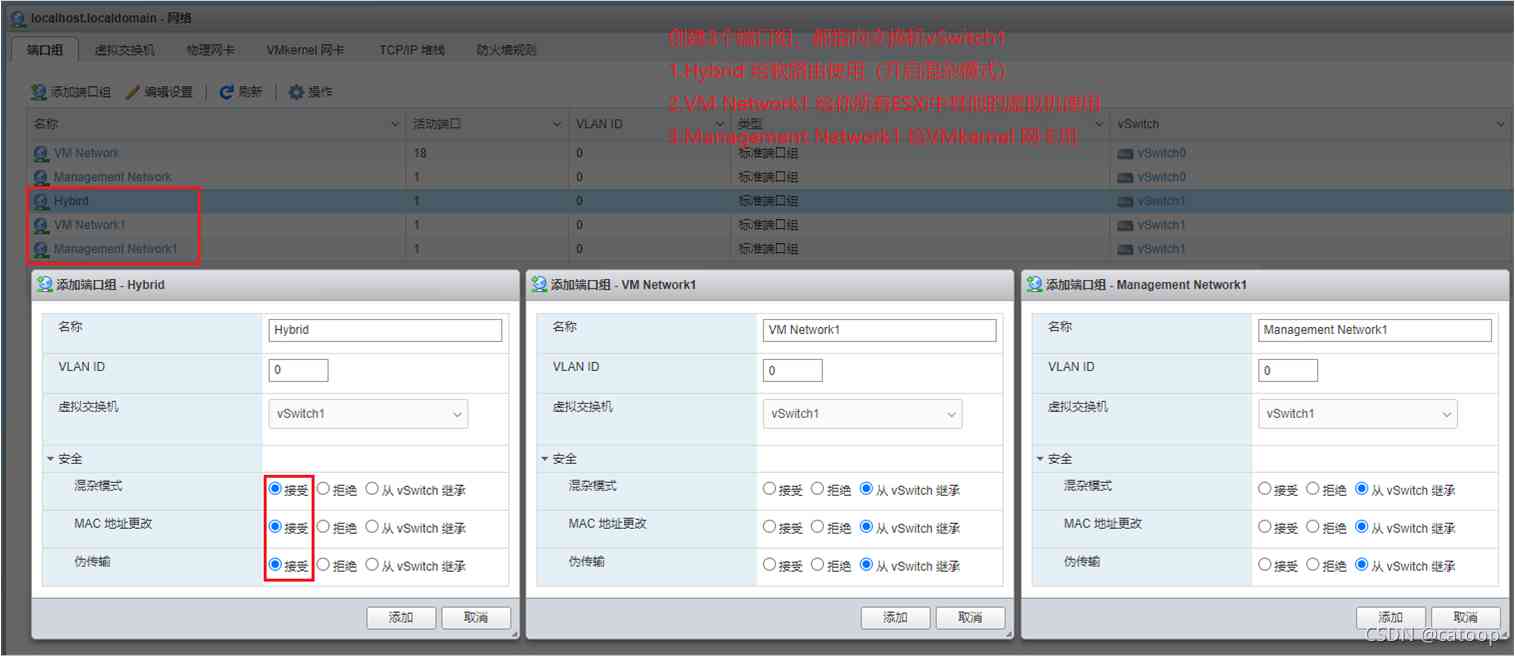 localhost.localdomain - 网络
端口组 虚拟交换机 物理网卡 VMkernel 网卡 TCP/IP 堆栈 防火墙规则
创建3个端口组，都指向交换机vSwitch1
1.Hybrid 给软路由使用（开启混杂模式）
2.VM Network1 给你所有ESXi中其他的虚拟机使用
3.Management Network1 给VMkernel 网卡用
添加端口组 编辑设置 刷新 操作
名称 活动端口 VLAN ID 类型 vSwitch
VM Network 18 0 标准端口组 vSwitch0
Management Network 1 0 标准端口组 vSwitch0
Hybird 1 0 标准端口组 vSwitch1
VM Network1 1 0 标准端口组 vSwitch1
Management Network1 1 0 标准端口组 vSwitch1
添加端口组 - Hybrid
名称 Hybrid
VLAN ID 0
虚拟交换机 vSwitch1
安全
混杂模式 接受 拒绝 从 vSwitch 继承
MAC 地址更改 接受 拒绝 从 vSwitch 继承
伪传输 接受 拒绝 从 vSwitch 继承
添加 取消
添加端口组 - VM Network1
名称 VM Network1
VLAN ID 0
虚拟交换机 vSwitch1
安全
混杂模式 接受 拒绝 从 vSwitch 继承
MAC 地址更改 接受 拒绝 从 vSwitch 继承
伪传输 接受 拒绝 从 vSwitch 继承
添加 取消
添加端口组 - Management Network1
名称 Management Network1
VLAN ID 0
虚拟交换机 vSwitch1
安全
混杂模式 接受 拒绝 从 vSwitch 继承
MAC 地址更改 接受 拒绝 从 vSwitch 继承
伪传输 接受 拒绝 从 vSwitch 继承
添加 取消
CSDN @catoop